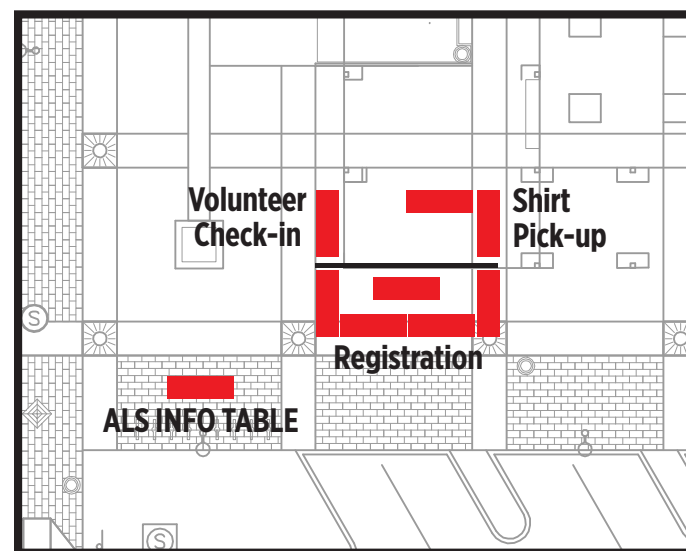 Volunteer
Check-in
Shirt
Pick-up
Registration
ALS INFO TABLE
S
S